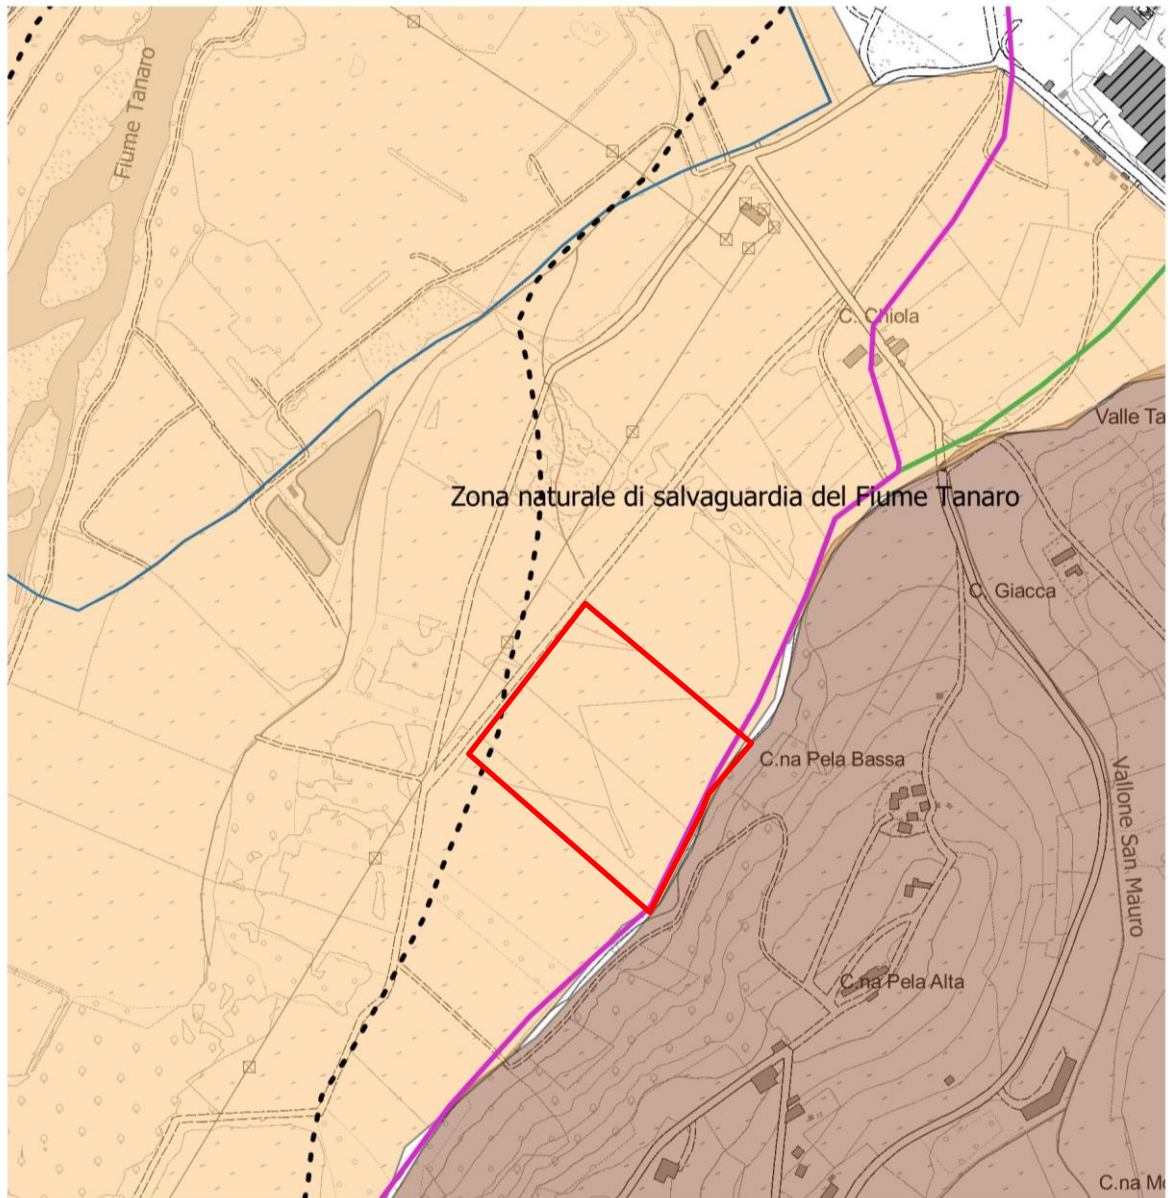 Fiume Tanaro
C. Chiola
Valle Ta
Zona naturale di salvaguardia del Fiume Tanaro
C. Giacca
C.na Pela Bassa
Vallone San Mauro
C.na Pela Alta
C.na Mo